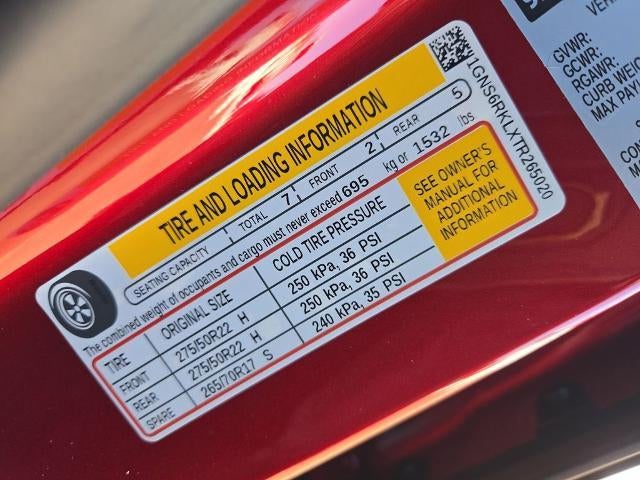 TIRE AND LOADING INFORMATION
SEATING CAPACITY TOTAL 7 FRONT 2 REAR 5
The combined weight of occupants and cargo must never exceed 695 kg or 1532 lbs
TIRE ORIGINAL SIZE COLD TIRE PRESSURE
FRONT 275/50R22 H 250 kPa, 36 PSI
REAR 275/50R22 H 250 kPa, 36 PSI
SPARE 265/70R17 S 240 kPa, 35 PSI
SEE OWNER'S
MANUAL FOR
ADDITIONAL
INFORMATION
1GNS6RKLXTR265020
GVWR:
GCWR:
RGAWR:
CURB WEI
MAX PAY